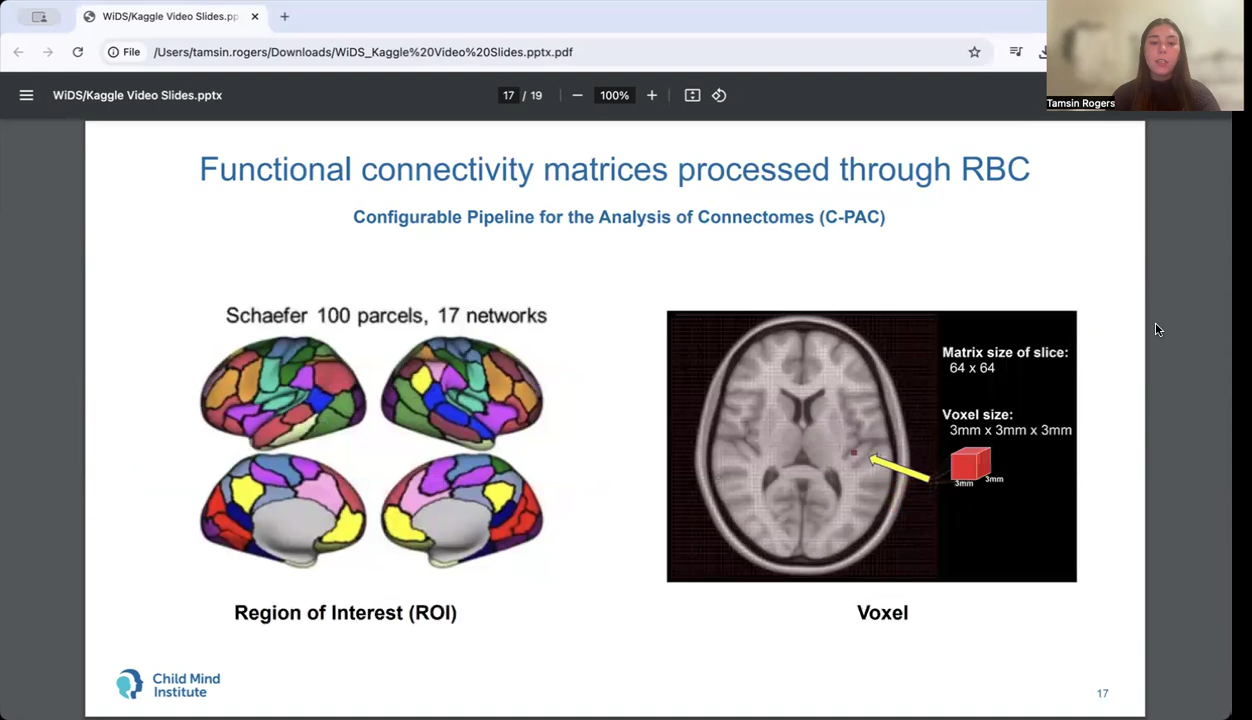 WiDS/Kaggle Video Slides.pp
File
/Users/tamsin.rogers/Downloads/WiDS_Kaggle%20Video%20Slides.pptx.pdf
WiDS/Kaggle Video Slides.pptx
17 / 19
100%
Tamsin Rogers
Functional connectivity matrices processed through RBC
Configurable Pipeline for the Analysis of Connectomes (C-PAC)
Schaefer 100 parcels, 17 networks
Matrix size of slice:
64 x 64
Voxel size:
3mm x 3mm x 3mm
3mm
3mm
Region of Interest (ROI)
Voxel
Child Mind
Institute
17